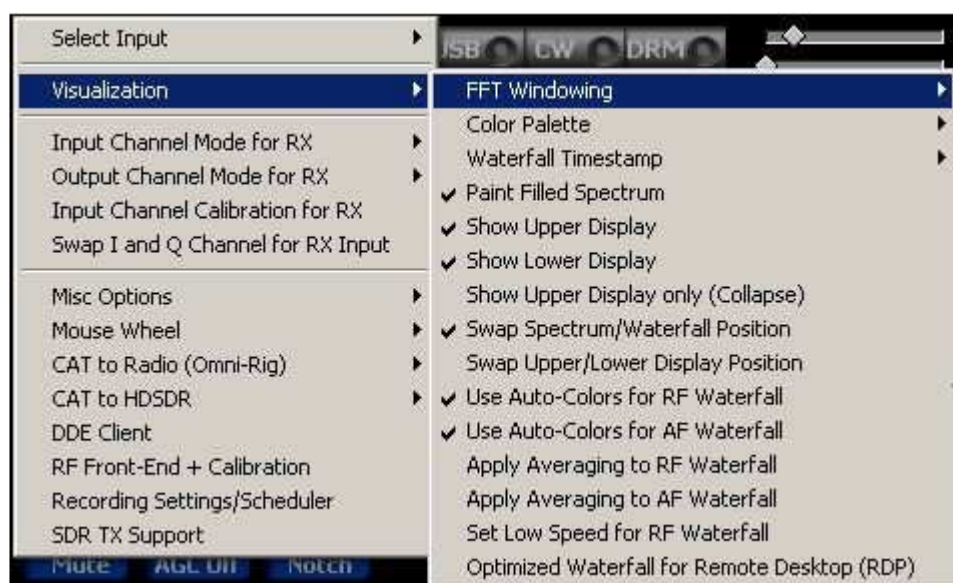 Select Input
Visualization
Input Channel Mode for RX
Output Channel Mode for RX
Input Channel Calibration for RX
Swap I and Q Channel for RX Input
Misc Options
Mouse Wheel
CAT to Radio (Omni-Rig)
CAT to HDSDR
DDE Client
RF Front-End + Calibration
Recording Settings/Scheduler
SDR TX Support
CW DRM
FFT Windowing
Color Palette
Waterfall Timestamp
Paint Filled Spectrum
Show Upper Display
Show Lower Display
Show Upper Display only (Collapse)
Swap Spectrum/Waterfall Position
Swap Upper/Lower Display Position
Use Auto-Colors for RF Waterfall
Use Auto-Colors for AF Waterfall
Apply Averaging to RF Waterfall
Apply Averaging to AF Waterfall
Set Low Speed for RF Waterfall
Optimized Waterfall for Remote Desktop (RDP)
Mute AGC Off Notch